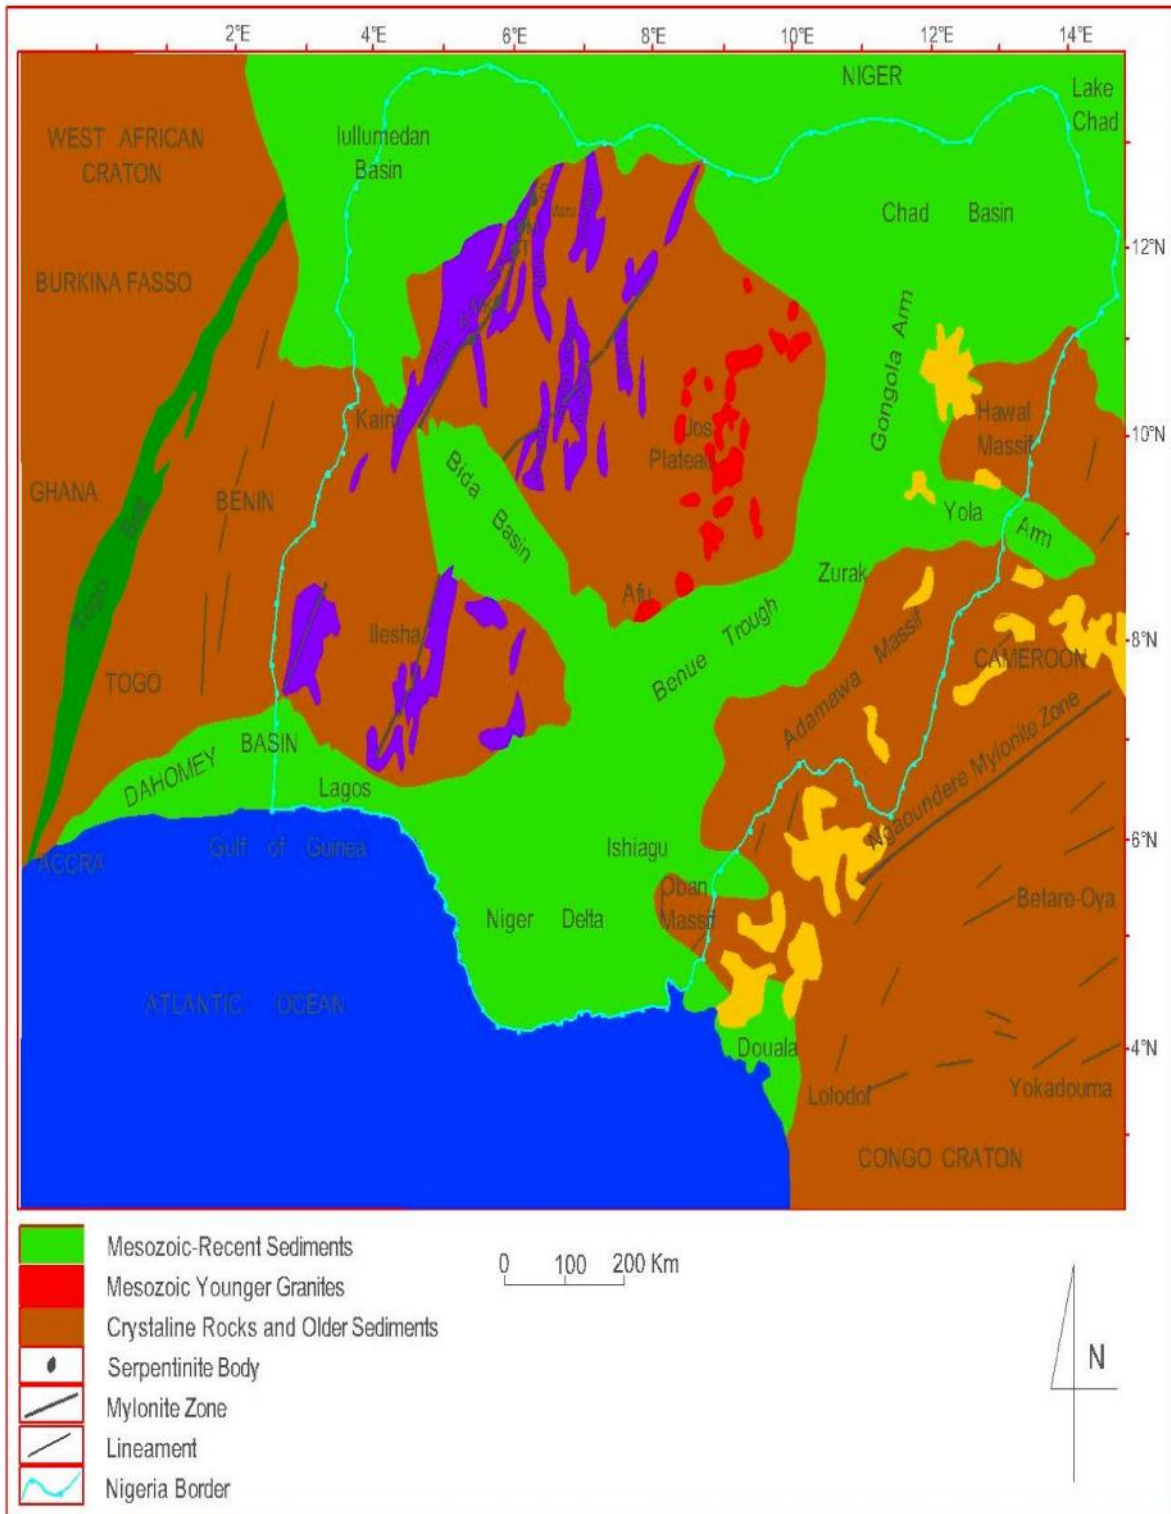 2°E 4°E 6°E 8°E 10°E 12°E 14°E
NIGER
Lake
Chad
WEST AFRICAN
CRATON
Iullumedan
Basin
Maru
Chad Basin
12°N
BURKINA FASSO
Gongola Arm
Kainji
Hawal
Massif
10°N
Jos
Plateau
Bida Basin
GHANA
BENIN
Yola Arm
Togo Belt
Zurak
Afu
Ilesha
8°N
Benue Trough
CAMEROON
TOGO
Adamawa Massif
Ngaoundere Mylonite Zone
DAHOMEY BASIN
Lagos
Gulf of Guinea
Ishiagu
6°N
ACCRA
Oban
Massif
Betare-Oya
Niger Delta
ATLANTIC OCEAN
Douala
4°N
Lolodof
Yokadouma
CONGO CRATON
Mesozoic-Recent Sediments
Mesozoic Younger Granites
Crystaline Rocks and Older Sediments
Serpentinite Body
Mylonite Zone
Lineament
Nigeria Border
0 100 200 Km
N